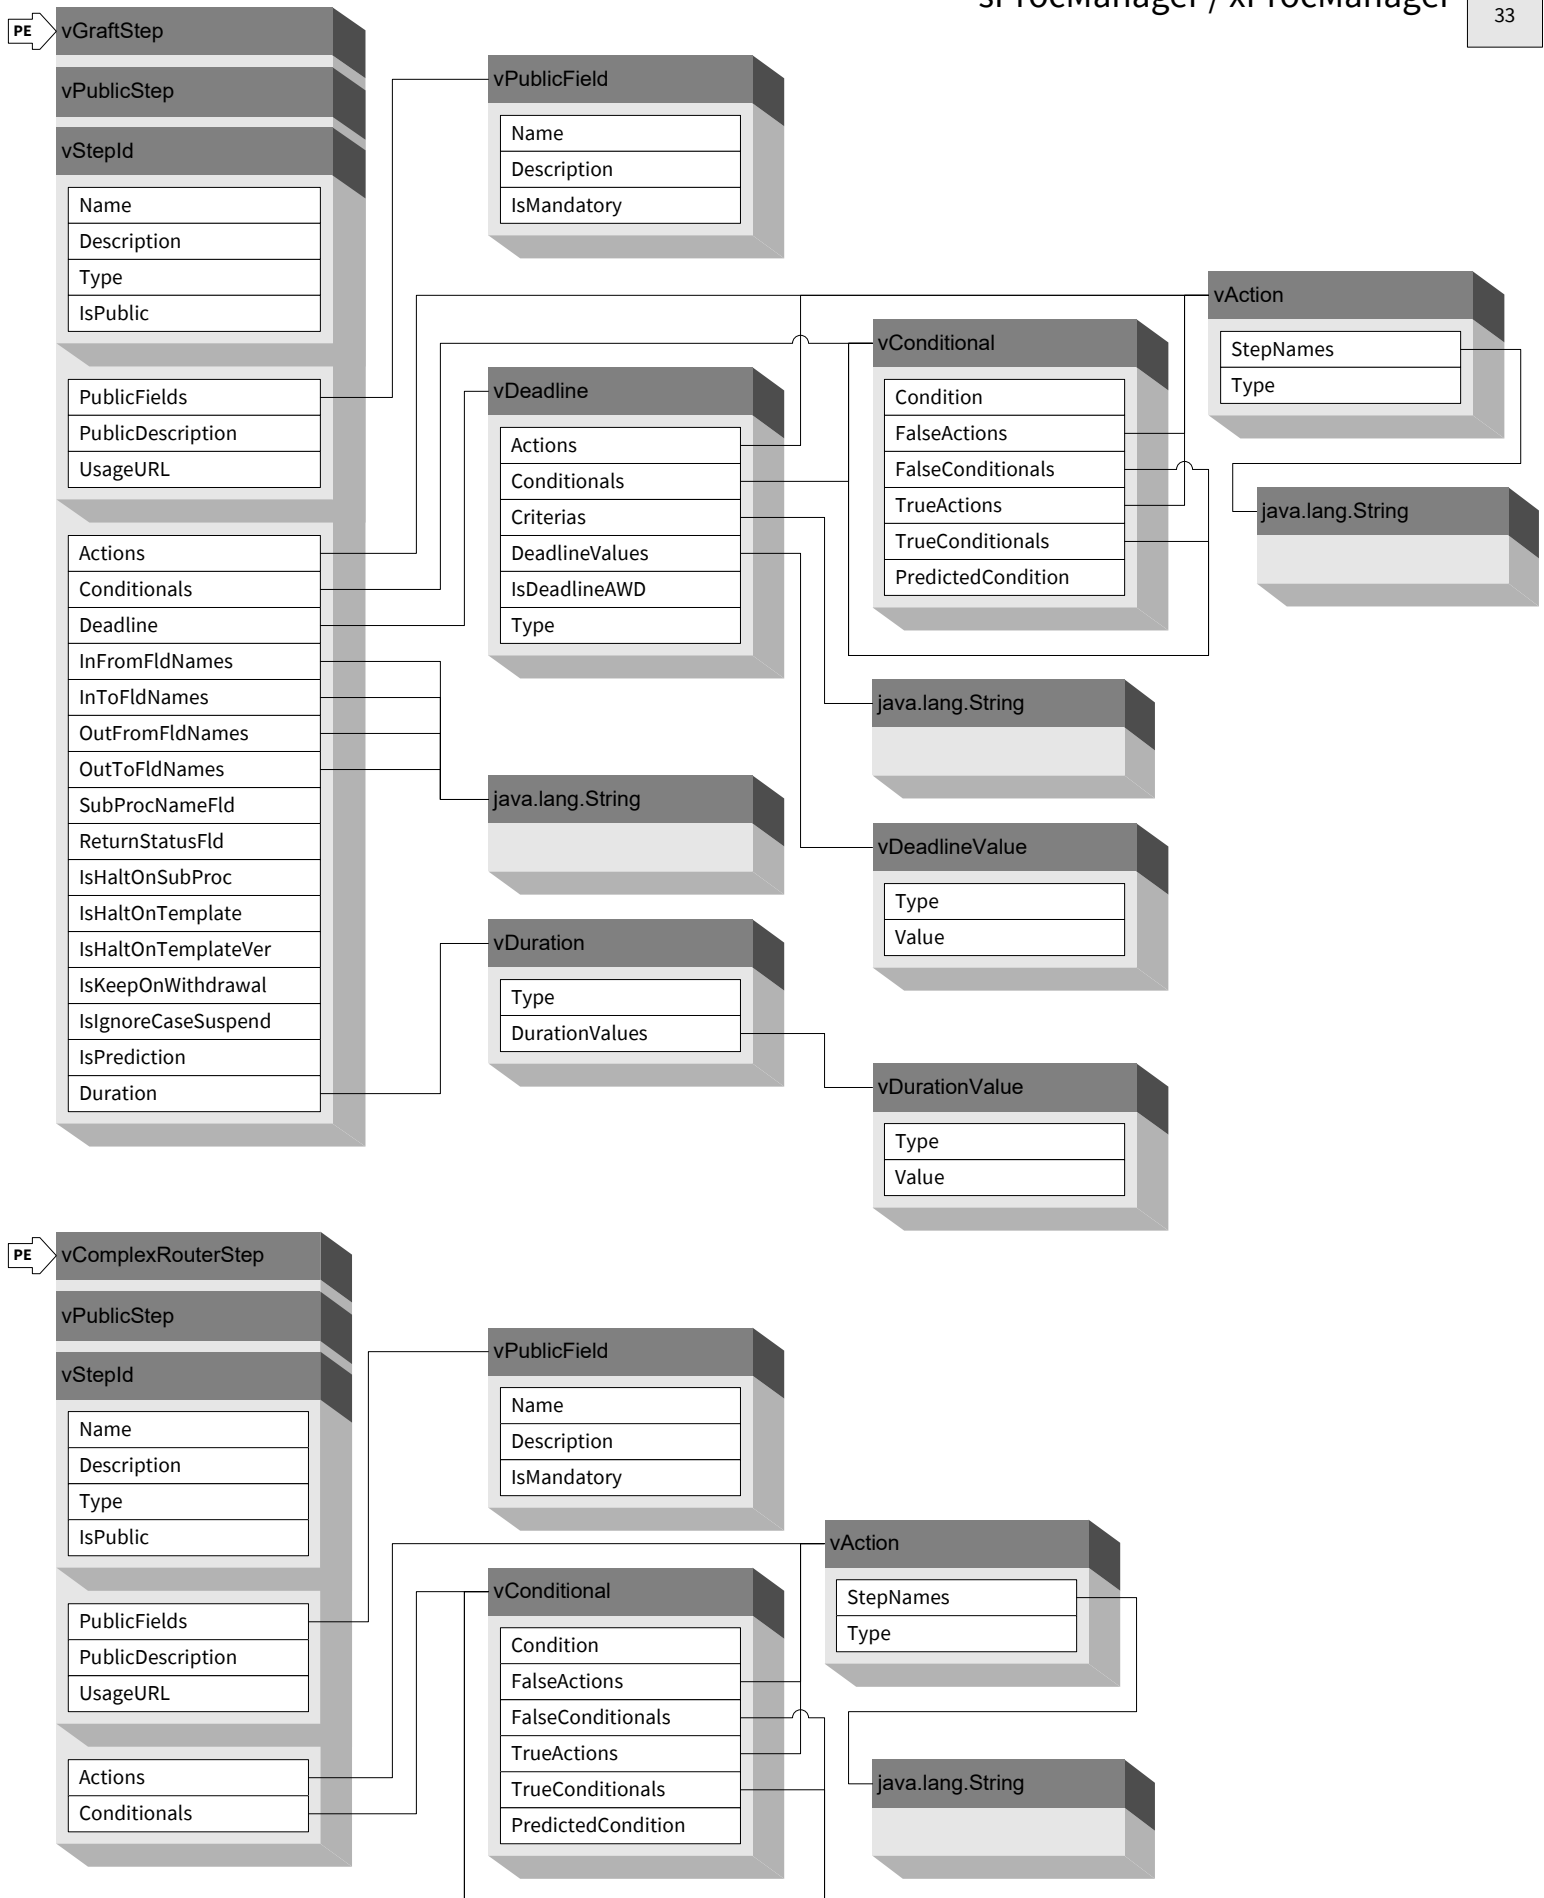 sProcManager / xProcManager
33
PE
vGraftStep
vPublicStep
vStepId
Name
Description
Type
IsPublic
PublicFields
PublicDescription
UsageURL
Actions
Conditionals
Deadline
InFromFldNames
InToFldNames
OutFromFldNames
OutToFldNames
SubProcNameFld
ReturnStatusFld
IsHaltOnSubProc
IsHaltOnTemplate
IsHaltOnTemplateVer
IsKeepOnWithdrawal
IsIgnoreCaseSuspend
IsPrediction
Duration
vPublicField
Name
Description
IsMandatory
vDeadline
Actions
Conditionals
Criterias
DeadlineValues
IsDeadlineAWD
Type
java.lang.String
vDuration
Type
DurationValues
vConditional
Condition
FalseActions
FalseConditionals
TrueActions
TrueConditionals
PredictedCondition
java.lang.String
vDeadlineValue
Type
Value
vDurationValue
Type
Value
vAction
StepNames
Type
java.lang.String
PE
vComplexRouterStep
vPublicStep
vStepId
Name
Description
Type
IsPublic
PublicFields
PublicDescription
UsageURL
Actions
Conditionals
vPublicField
Name
Description
IsMandatory
vConditional
Condition
FalseActions
FalseConditionals
TrueActions
TrueConditionals
PredictedCondition
vAction
StepNames
Type
java.lang.String